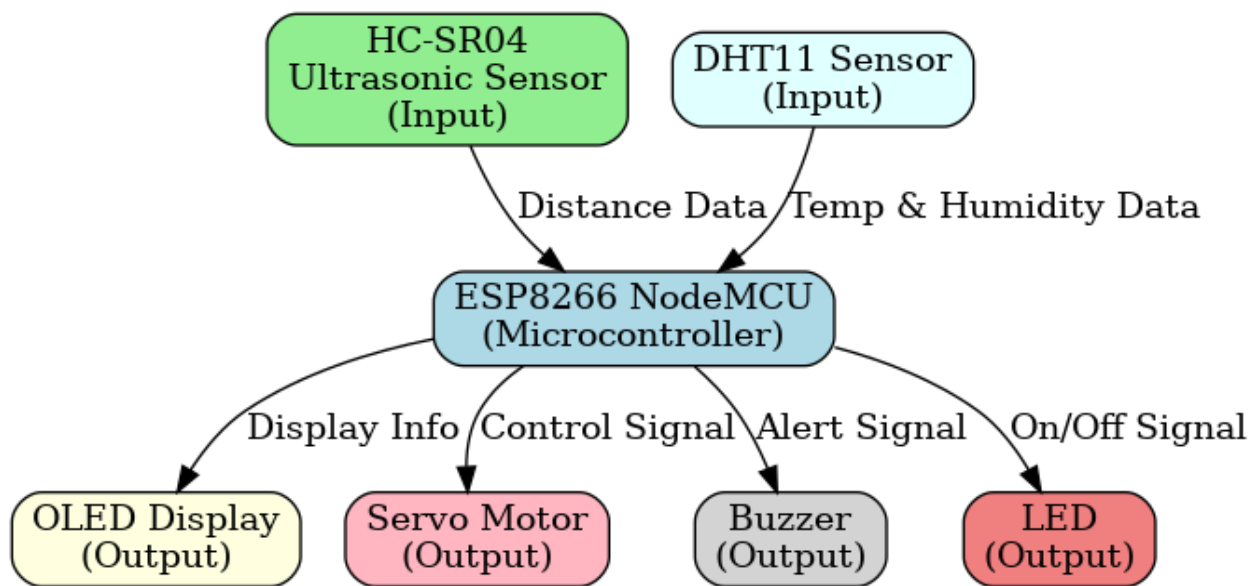 HC-SR04
Ultrasonic Sensor
(Input)
DHT11 Sensor
(Input)
Distance Data
Temp & Humidity Data
ESP8266 NodeMCU
(Microcontroller)
Display Info
Control Signal
Alert Signal
On/Off Signal
OLED Display
(Output)
Servo Motor
(Output)
Buzzer
(Output)
LED
(Output)